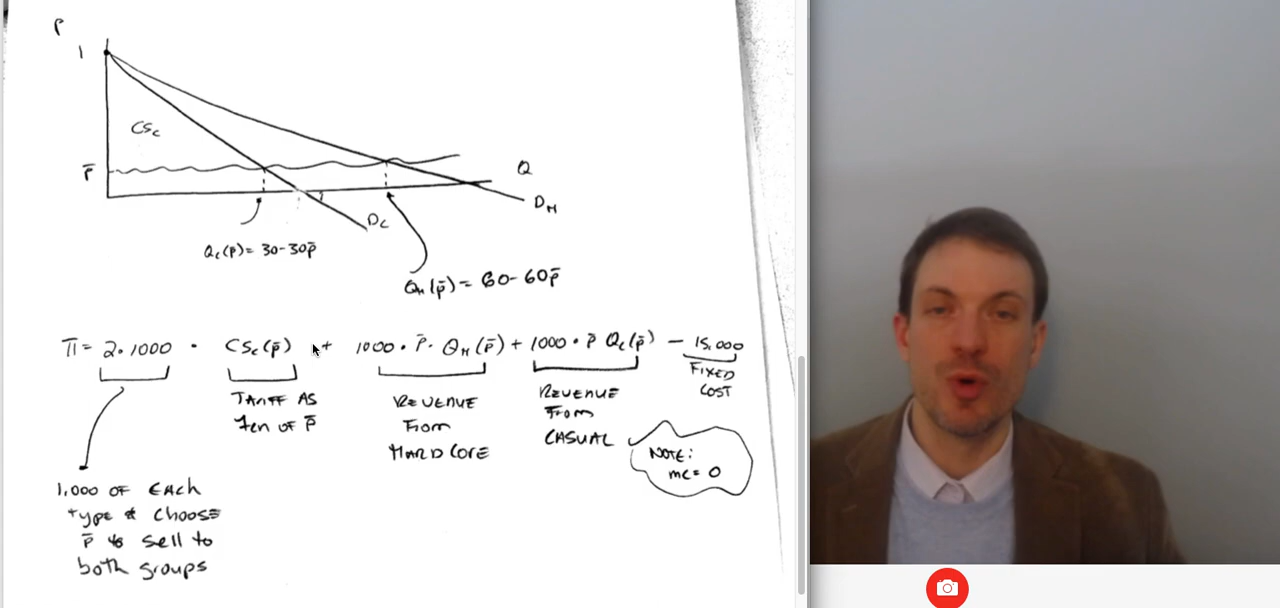 P
1
CSc
P̄
Q
DH
Dc
Qc(p̄) = 30-30p̄
QH(p̄) = 60-60p̄
π = 2·1000 · CSc(p̄) + 1000 · P̄ · QH(p̄) + 1000 · P̄ Qc(p̄) - 15,000
TARIFF AS
fcn OF P̄
REVENUE
From
HARD CORE
REVENUE
From
CASUAL
FIXED
COST
NOTE:
mc = 0
1,000 OF EACH
type & CHOOSE
P̄ to sell to
both groups